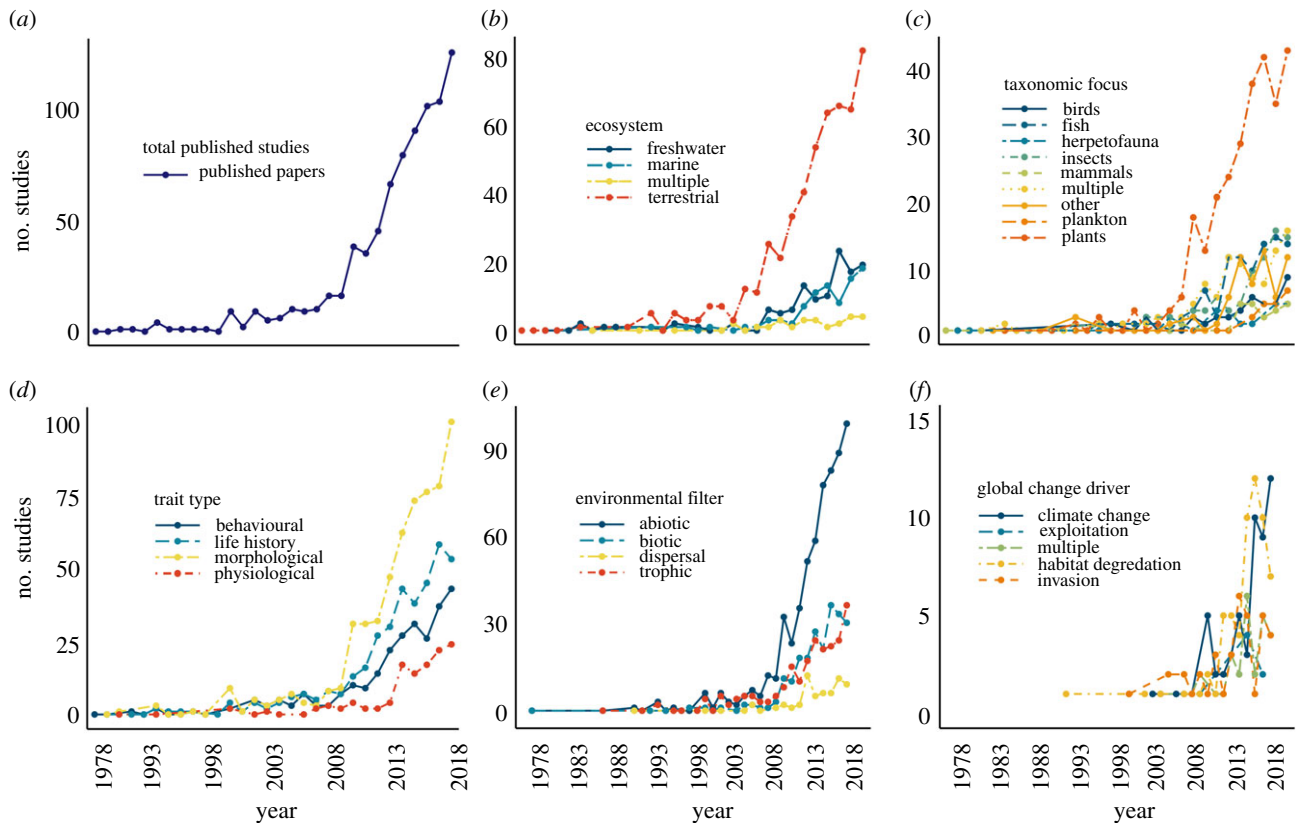 (a)
(b)
(c)
no. studies
100
50
0
total published studies
published papers
80
60
40
20
0
ecosystem
freshwater
marine
multiple
terrestrial
40
30
20
10
0
taxonomic focus
birds
fish
herpetofauna
insects
mammals
multiple
other
plankton
plants
(d)
(e)
(f)
no. studies
100
75
50
25
0
trait type
behavioural
life history
morphological
physiological
1978
1993
1998
2003
2008
2013
2018
year
90
60
30
0
environmental filter
abiotic
biotic
dispersal
trophic
1978
1983
1988
1993
1998
2003
2008
2013
2018
year
15
10
5
0
global change driver
climate change
exploitation
multiple
habitat degredation
invasion
1978
1983
1988
1993
1998
2003
2008
2013
2018
year